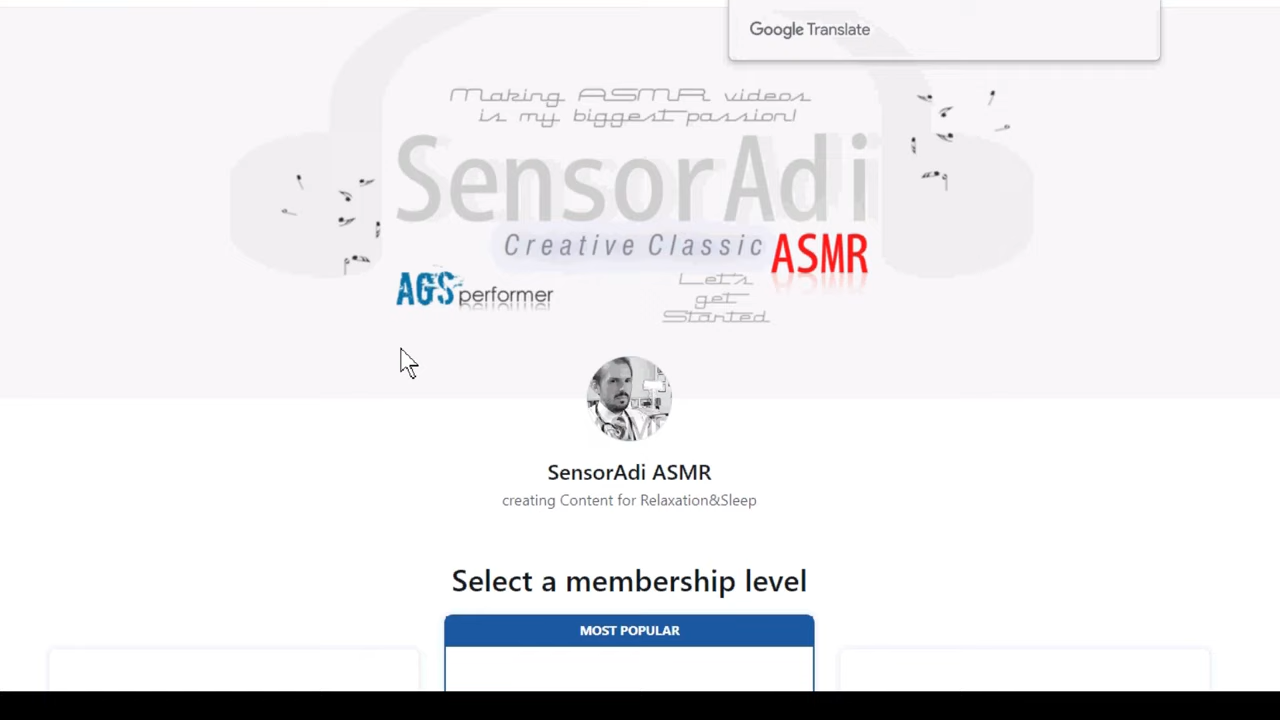 Google Translate
Making ASMR videos
is my biggest passion!
SensorAdi
Creative Classic ASMR
AGS performer
Let's
get
Started
SensorAdi ASMR
creating Content for Relaxation&Sleep
Select a membership level
MOST POPULAR